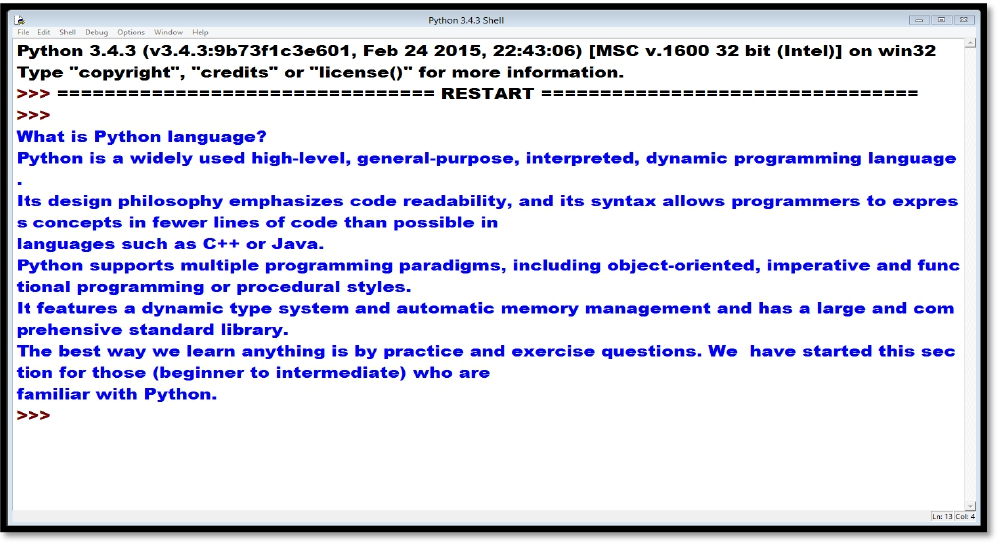 Python 3.4.3 Shell
File Edit Shell Debug Options Window Help
Python 3.4.3 (v3.4.3:9b73f1c3e601, Feb 24 2015, 22:43:06) [MSC v.1600 32 bit (Intel)] on win32
Type "copyright", "credits" or "license()" for more information.
>>> ================================ RESTART ================================
>>>
What is Python language?
Python is a widely used high-level, general-purpose, interpreted, dynamic programming language
.
Its design philosophy emphasizes code readability, and its syntax allows programmers to expres
s concepts in fewer lines of code than possible in
languages such as C++ or Java.
Python supports multiple programming paradigms, including object-oriented, imperative and func
tional programming or procedural styles.
It features a dynamic type system and automatic memory management and has a large and com
prehensive standard library.
The best way we learn anything is by practice and exercise questions. We  have started this sec
tion for those (beginner to intermediate) who are
familiar with Python.
>>>
Ln: 13 Col: 4